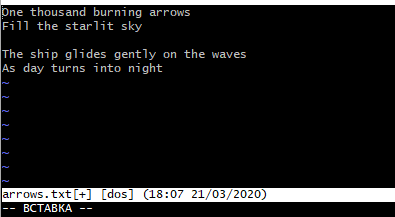 One thousand burning arrows
Fill the starlit sky

The ship glides gently on the waves
As day turns into night
~
~
~
~
~
~
~
~
arrows.txt[+] [dos] (18:07 21/03/2020)
-- ВСТАВКА --